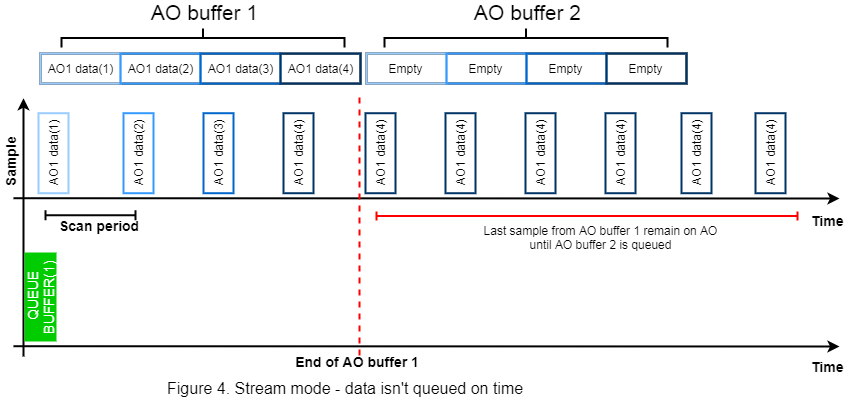 AO buffer 1
AO buffer 2
AO1 data(1)
AO1 data(2)
AO1 data(3)
AO1 data(4)
Empty
Empty
Empty
Empty
Sample
AO1 data(1)
AO1 data(2)
AO1 data(3)
AO1 data(4)
AO1 data(4)
AO1 data(4)
AO1 data(4)
AO1 data(4)
AO1 data(4)
AO1 data(4)
Time
Scan period
Last sample from AO buffer 1 remain on AO
until AO buffer 2 is queued
QUEUE
BUFFER(1)
End of AO buffer 1
Time
Figure 4. Stream mode - data isn't queued on time